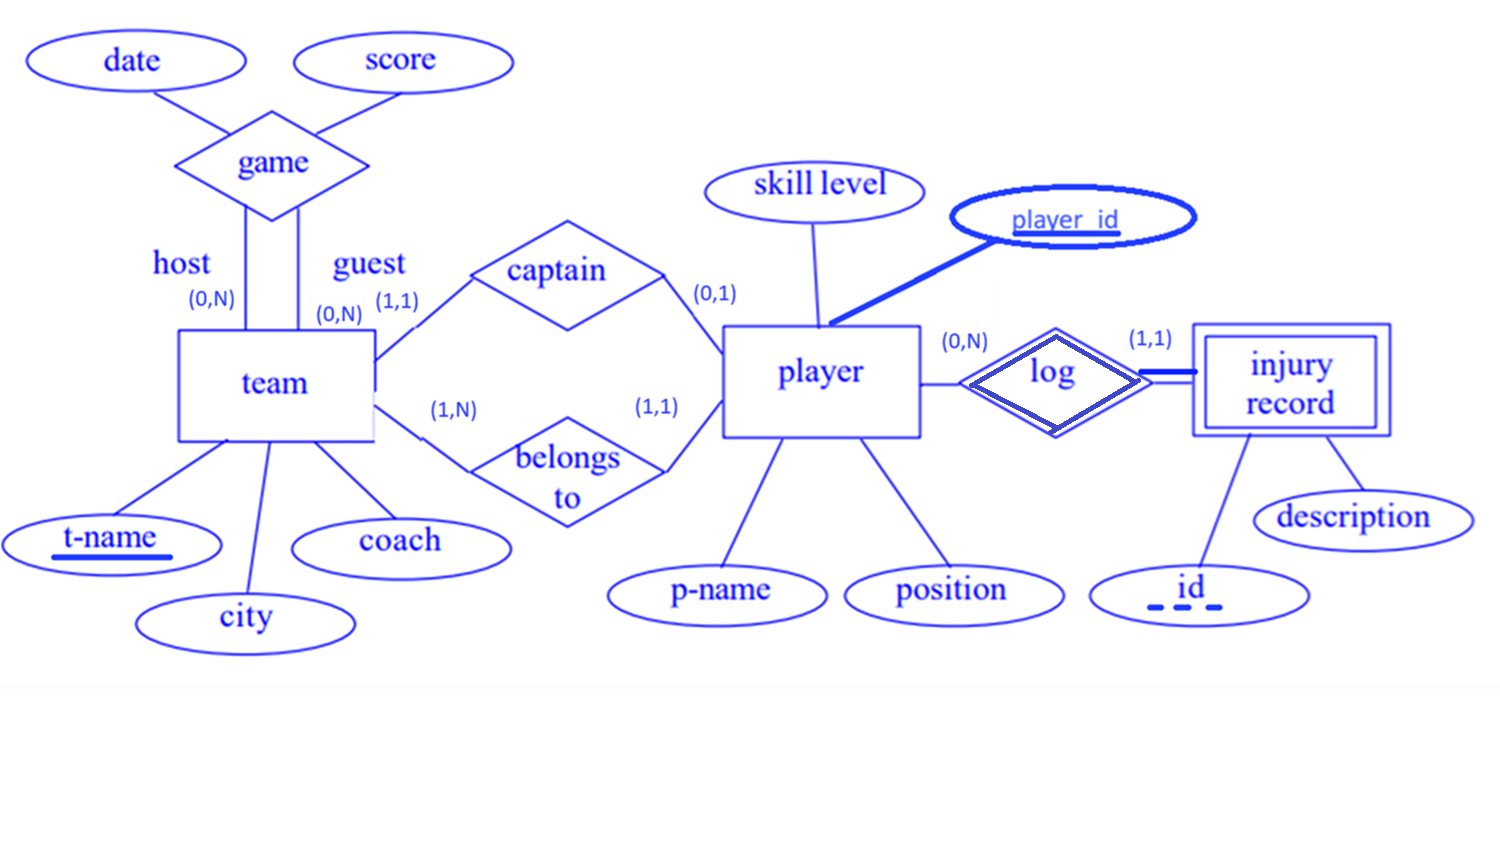 date
score
game
host
guest
(0,N)
(0,N)
(1,1)
captain
(0,1)
skill level
player_id
team
player
(0,N)
log
(1,1)
injury
record
(1,N)
(1,1)
belongs
to
t-name
city
coach
p-name
position
id
description